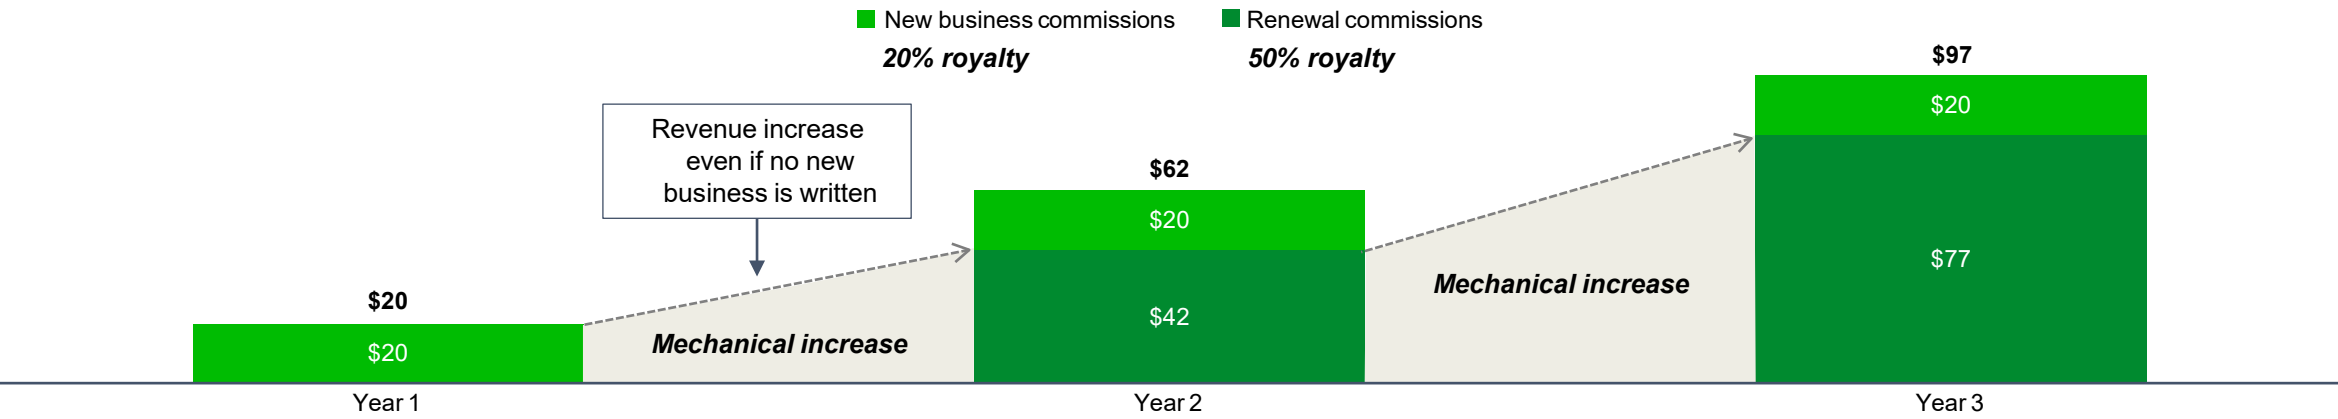 New business commissions
Renewal commissions
20% royalty
50% royalty
$97
$20
Revenue increase
even if no new
business is written
$62
$20
$77
Mechanical increase
$20
$42
Mechanical increase
$20
Year 1
Year 2
Year 3